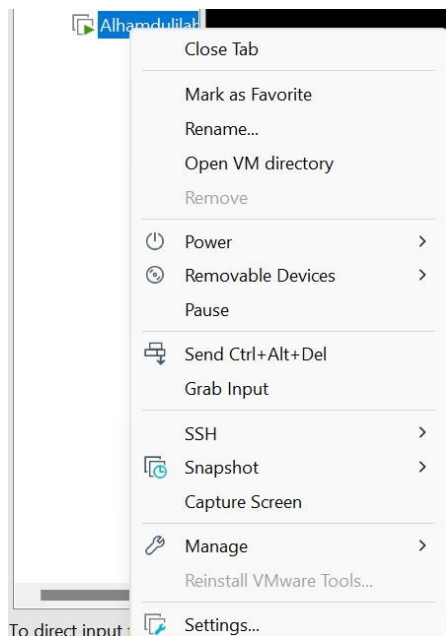 Alhamdulilah
Close Tab
Mark as Favorite
Rename...
Open VM directory
Remove
Power
Removable Devices
Pause
Send Ctrl+Alt+Del
Grab Input
SSH
Snapshot
Capture Screen
Manage
Reinstall VMware Tools...
To direct input
Settings...